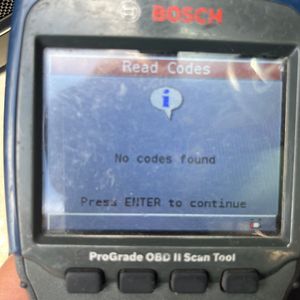 BOSCH
Read Codes
i
No codes found
Press ENTER to continue
ProGrade OBD II Scan Tool